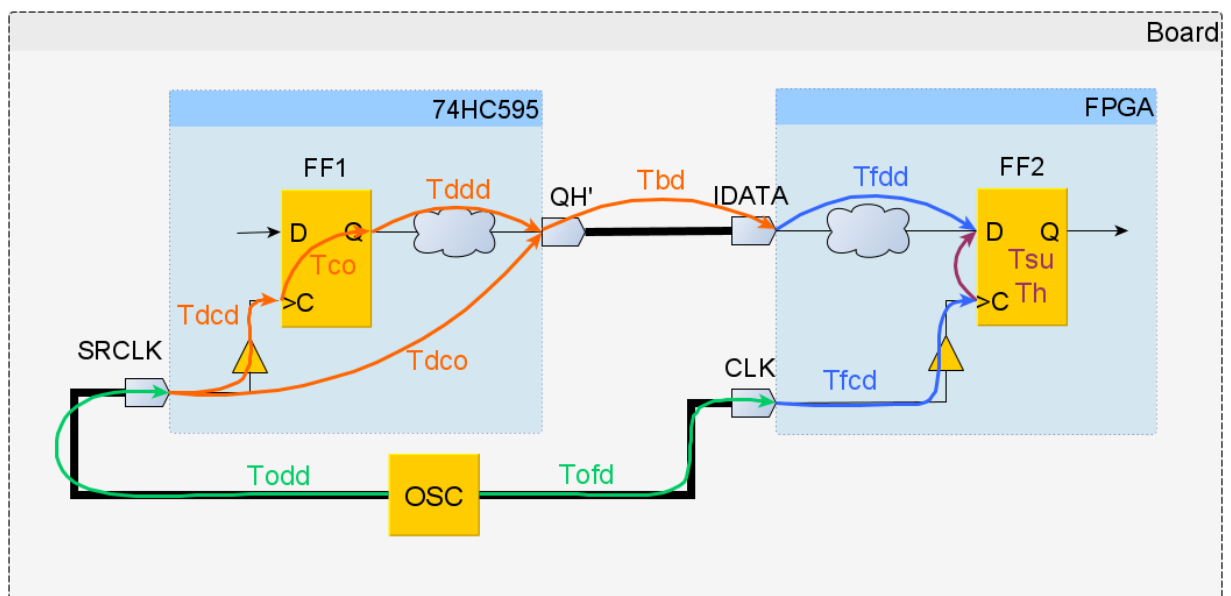 Board
74HC595
FPGA
FF1
FF2
Tddd
QH'
Tbd
IDATA
Tfdd
D
Q
D
Q
Tco
Tsu
Th
>C
>C
Tdcd
SRCLK
Tdco
CLK
Tfcd
Todd
OSC
Tofd